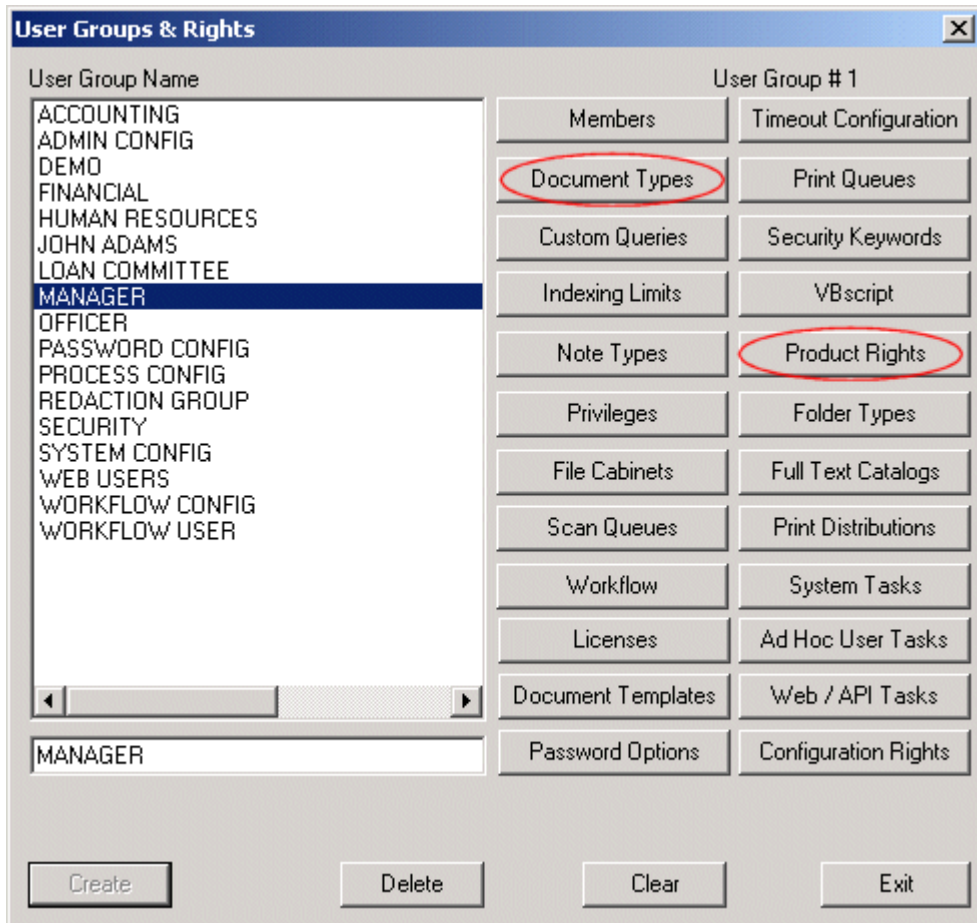 User Groups & Rights
User Group Name
User Group # 1
ACCOUNTING
ADMIN CONFIG
DEMO
FINANCIAL
HUMAN RESOURCES
JOHN ADAMS
LOAN COMMITTEE
MANAGER
OFFICER
PASSWORD CONFIG
PROCESS CONFIG
REDACTION GROUP
SECURITY
SYSTEM CONFIG
WEB USERS
WORKFLOW CONFIG
WORKFLOW USER
MANAGER
Members
Timeout Configuration
Document Types
Print Queues
Custom Queries
Security Keywords
Indexing Limits
VBscript
Note Types
Product Rights
Privileges
Folder Types
File Cabinets
Full Text Catalogs
Scan Queues
Print Distributions
Workflow
System Tasks
Licenses
Ad Hoc User Tasks
Document Templates
Web / API Tasks
Password Options
Configuration Rights
Create
Delete
Clear
Exit